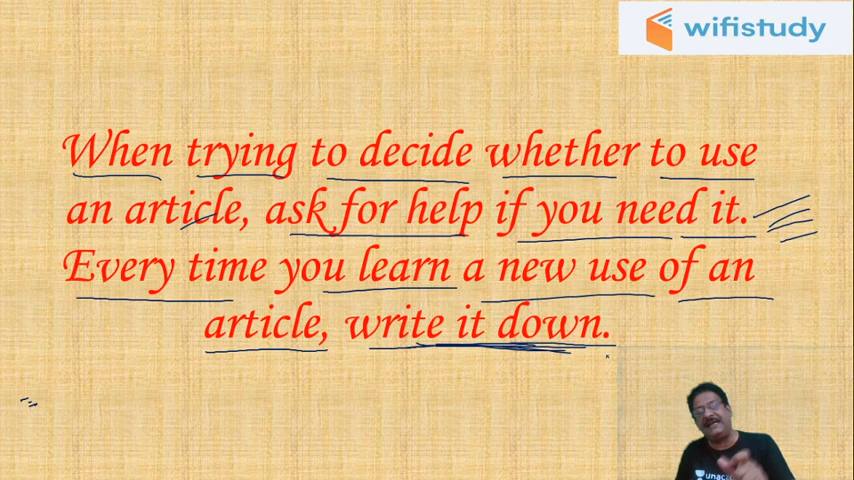 wifistudy
When trying to decide whether to use
an article, ask for help if you need it.
Every time you learn a new use of an
article, write it down.